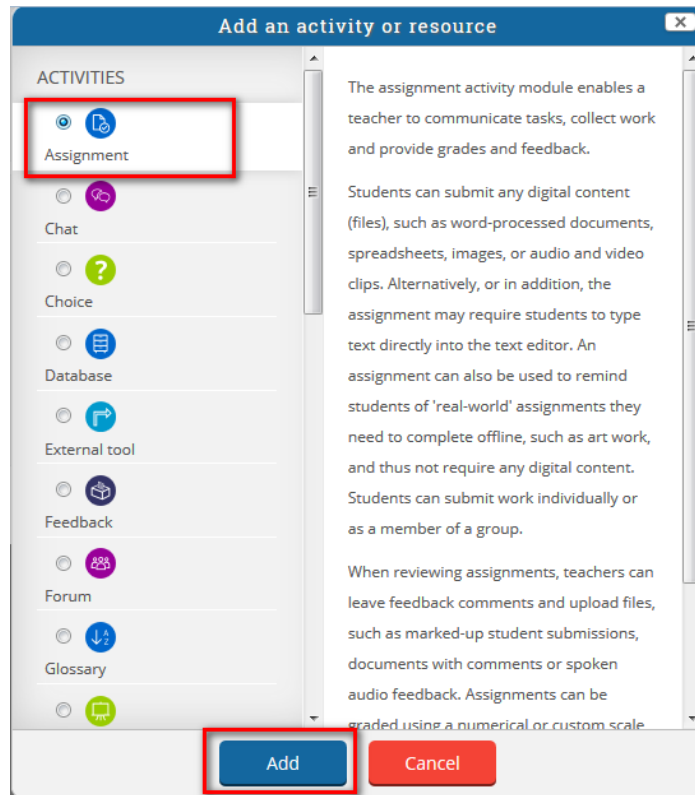 Add an activity or resource
ACTIVITIES
Assignment
Chat
Choice
Database
External tool
Feedback
Forum
Glossary
The assignment activity module enables a
teacher to communicate tasks, collect work
and provide grades and feedback.
Students can submit any digital content
(files), such as word-processed documents,
spreadsheets, images, or audio and video
clips. Alternatively, or in addition, the
assignment may require students to type
text directly into the text editor. An
assignment can also be used to remind
students of 'real-world' assignments they
need to complete offline, such as art work,
and thus not require any digital content.
Students can submit work individually or
as a member of a group.
When reviewing assignments, teachers can
leave feedback comments and upload files,
such as marked-up student submissions,
documents with comments or spoken
audio feedback. Assignments can be
graded using a numerical or custom scale
Add
Cancel